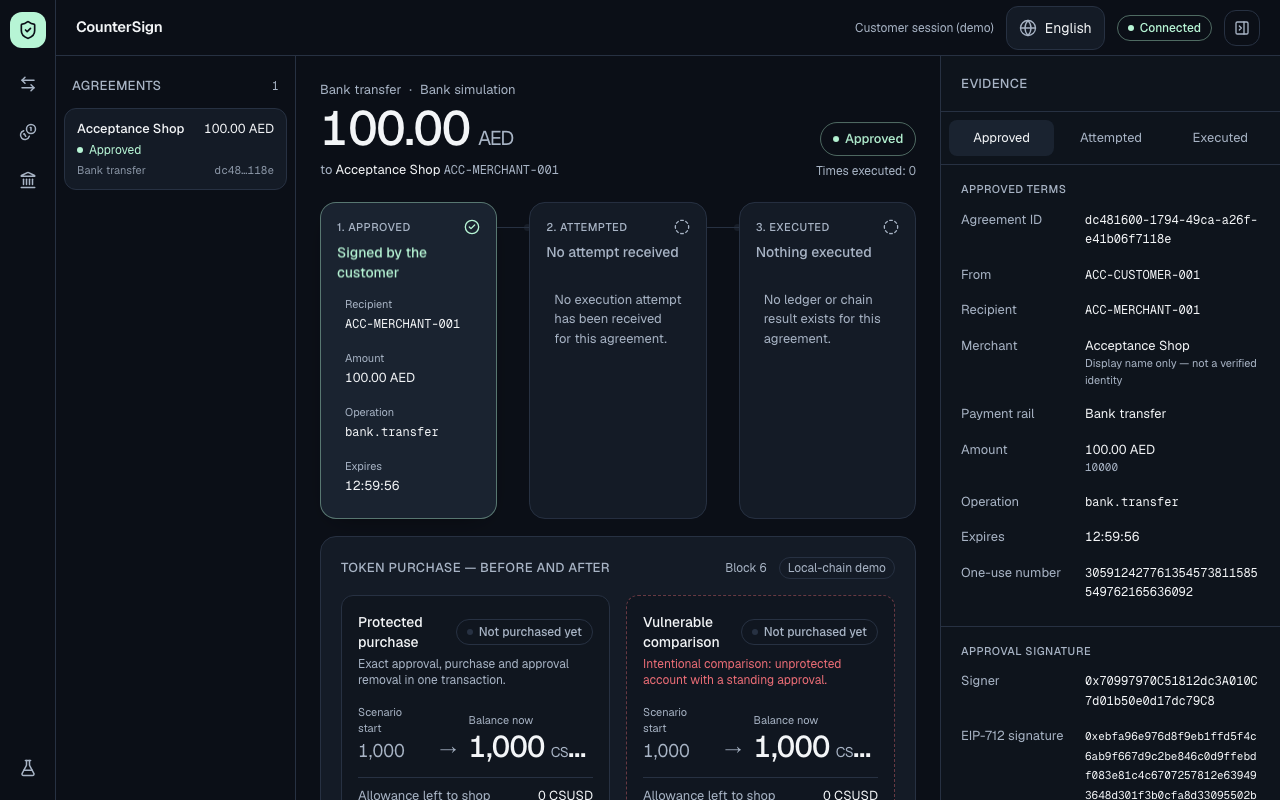 CounterSign
Customer session (demo)
English
Connected
AGREEMENTS 1
Acceptance Shop 100.00 AED
Approved
Bank transfer dc48…118e
Bank transfer · Bank simulation
100.00 AED
Approved
to Acceptance Shop ACC-MERCHANT-001
Times executed: 0
1. APPROVED
Signed by the
customer
Recipient
ACC-MERCHANT-001
Amount
100.00 AED
Operation
bank.transfer
Expires
12:59:56
2. ATTEMPTED
No attempt received
No execution attempt
has been received
for this agreement.
3. EXECUTED
Nothing executed
No ledger or chain
result exists for this
agreement.
TOKEN PURCHASE — BEFORE AND AFTER
Block 6
Local-chain demo
Protected
purchase
Not purchased yet
Exact approval, purchase and approval
removal in one transaction.
Scenario
start
1,000
→
Balance now
1,000 CS…
Allowance left to shop 0 CSUSD
Vulnerable
comparison
Not purchased yet
Intentional comparison: unprotected
account with a standing approval.
Scenario
start
1,000
→
Balance now
1,000 CS…
Allowance left to shop 0 CSUSD
EVIDENCE
Approved Attempted Executed
APPROVED TERMS
Agreement ID dc481600-1794-49ca-a26f-
e41b06f7118e
From ACC-CUSTOMER-001
Recipient ACC-MERCHANT-001
Merchant Acceptance Shop
Display name only — not a verified
identity
Payment rail Bank transfer
Amount 100.00 AED
10000
Operation bank.transfer
Expires 12:59:56
One-use number 305912427761354573811585
549762165636092
APPROVAL SIGNATURE
Signer 0x70997970C51812dc3A010C
7d01b50e0d17dc79C8
EIP-712 signature 0xebfa96e976d8f9eb1ffd5f4c
6ab9f667d9c2be846c0d9ffebd
f083e81c4c6707257812e63949
3648d301f3b0cfa8d33095502b